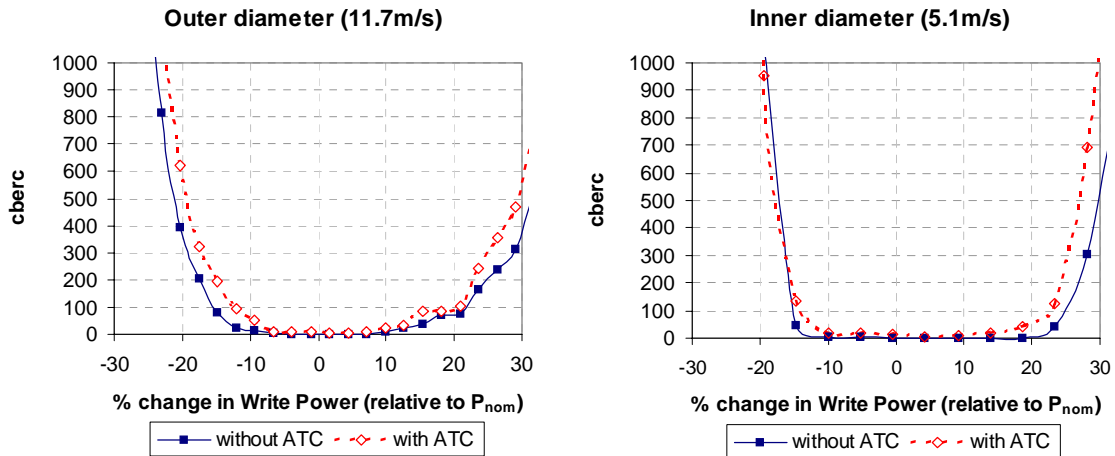 Outer diameter (11.7m/s)
1000
900
800
700
600
500
400
300
200
100
0
cberc
-30 -20 -10 0 10 20 30
% change in Write Power (relative to Pnom)
without ATC with ATC
Inner diameter (5.1m/s)
1000
900
800
700
600
500
400
300
200
100
0
cberc
-30 -20 -10 0 10 20 30
% change in Write Power (relative to Pnom)
without ATC with ATC